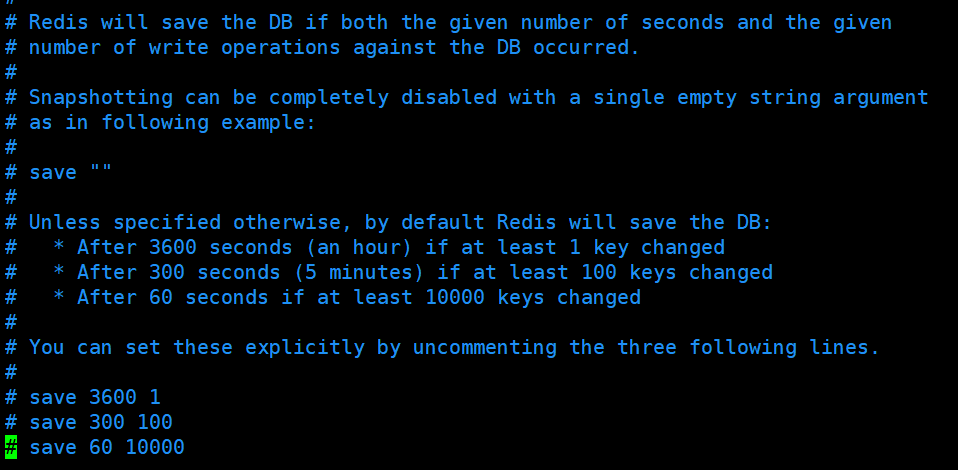 #
# Redis will save the DB if both the given number of seconds and the given
# number of write operations against the DB occurred.
#
# Snapshotting can be completely disabled with a single empty string argument
# as in following example:
#
# save ""
#
# Unless specified otherwise, by default Redis will save the DB:
#   * After 3600 seconds (an hour) if at least 1 key changed
#   * After 300 seconds (5 minutes) if at least 100 keys changed
#   * After 60 seconds if at least 10000 keys changed
#
# You can set these explicitly by uncommenting the three following lines.
#
# save 3600 1
# save 300 100
# save 60 10000